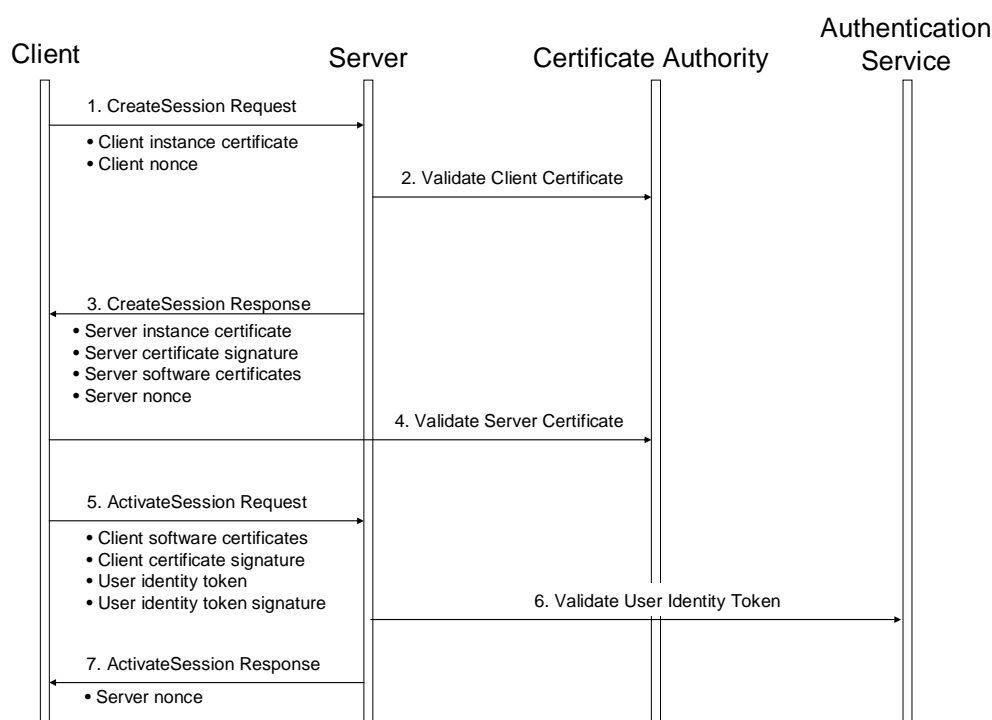 Client
Server
Certificate Authority
Authentication
Service
1. CreateSession Request
• Client instance certificate
• Client nonce
2. Validate Client Certificate
3. CreateSession Response
• Server instance certificate
• Server certificate signature
• Server software certificates
• Server nonce
4. Validate Server Certificate
5. ActivateSession Request
• Client software certificates
• Client certificate signature
• User identity token
• User identity token signature
6. Validate User Identity Token
7. ActivateSession Response
• Server nonce